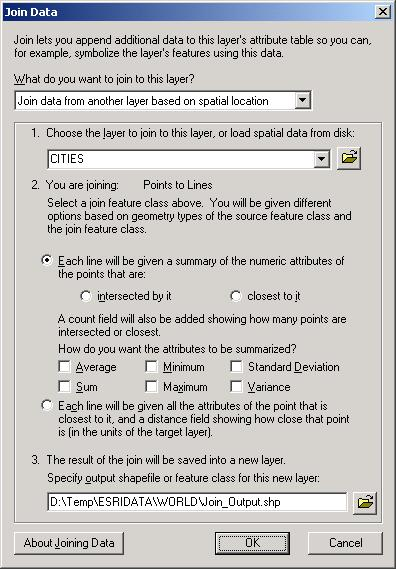 Join Data
Join lets you append additional data to this layer's attribute table so you can,
for example, symbolize the layer's features using this data.
What do you want to join to this layer?
Join data from another layer based on spatial location
1. Choose the layer to join to this layer, or load spatial data from disk:
CITIES
2. You are joining: Points to Lines
Select a join feature class above. You will be given different
options based on geometry types of the source feature class and
the join feature class.
Each line will be given a summary of the numeric attributes of
the points that are:
intersected by it
closest to it
A count field will also be added showing how many points are
intersected or closest.
How do you want the attributes to be summarized?
Average Minimum Standard Deviation
Sum Maximum Variance
Each line will be given all the attributes of the point that is
closest to it, and a distance field showing how close that point
is (in the units of the target layer).
3. The result of the join will be saved into a new layer.
Specify output shapefile or feature class for this new layer:
D:\Temp\ESRIDATA\WORLD\Join_Output.shp
About Joining Data OK Cancel